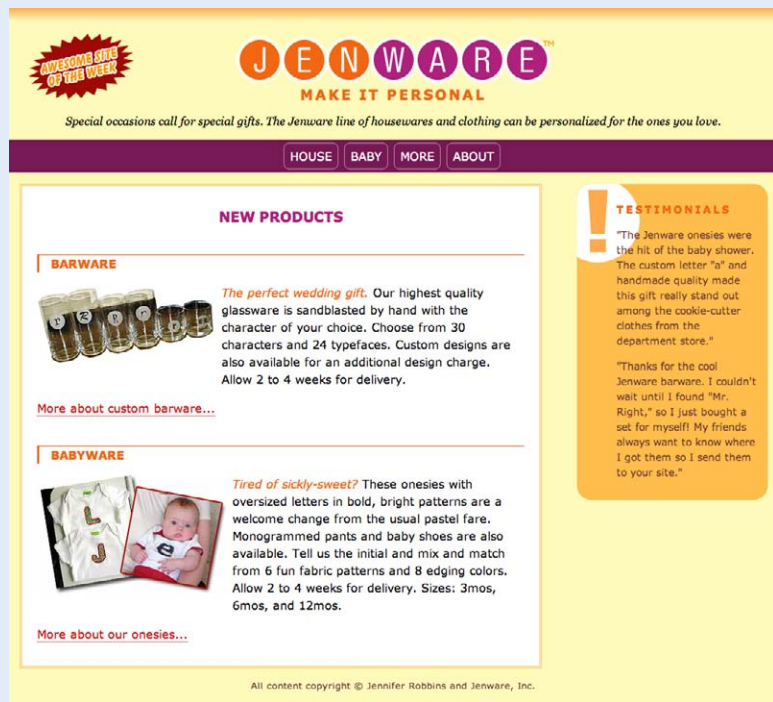 AWESOME SITE
OF THE WEEK
JENWARE™
MAKE IT PERSONAL
Special occasions call for special gifts. The Jenware line of housewares and clothing can be personalized for the ones you love.
HOUSE BABY MORE ABOUT
NEW PRODUCTS
BARWARE
The perfect wedding gift. Our highest quality
glassware is sandblasted by hand with the
character of your choice. Choose from 30
characters and 24 typefaces. Custom designs are
also available for an additional design charge.
Allow 2 to 4 weeks for delivery.
More about custom barware...
BABYWARE
L
J
e
Tired of sickly-sweet? These onesies with
oversized letters in bold, bright patterns are a
welcome change from the usual pastel fare.
Monogrammed pants and baby shoes are also
available. Tell us the initial and mix and match
from 6 fun fabric patterns and 8 edging colors.
Allow 2 to 4 weeks for delivery. Sizes: 3mos,
6mos, and 12mos.
More about our onesies...
!
TESTIMONIALS
"The Jenware onesies were
the hit of the baby shower.
The custom letter "a" and
handmade quality made
this gift really stand out
among the cookie-cutter
clothes from the
department store."
"Thanks for the cool
Jenware barware. I couldn't
wait until I found "Mr.
Right," so I just bought a
set for myself! My friends
always want to know where
I got them so I send them
to your site."
All content copyright © Jennifer Robbins and Jenware, Inc.